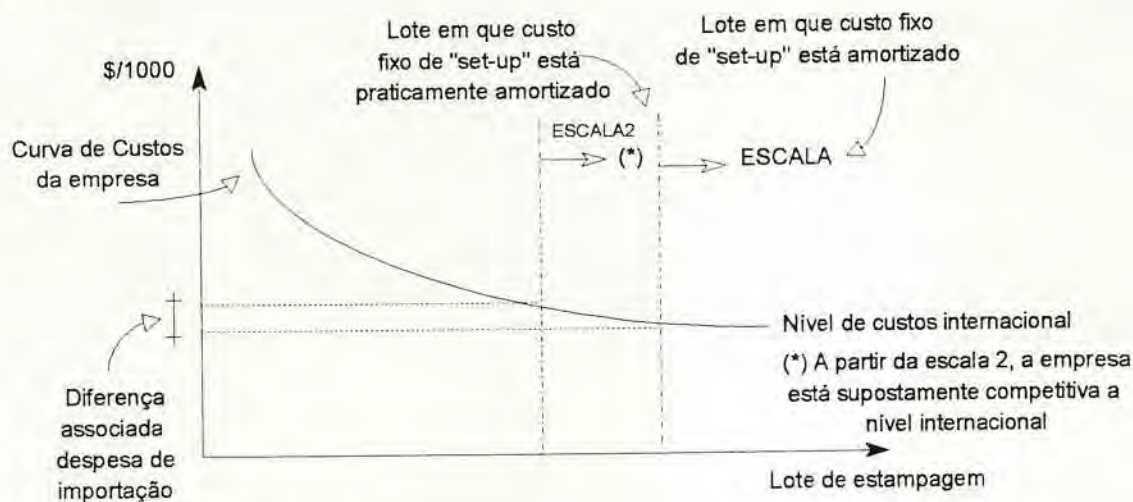 $/1000
Lote em que custo
fixo de "set-up" está
praticamente amortizado
Lote em que custo fixo
de "set-up" está amortizado
ESCALA2
(*)
ESCALA
Curva de Custos
da empresa
Nível de custos internacional
(*) A partir da escala 2, a empresa
está supostamente competitiva a
nível internacional
Diferença
associada
despesa de
importação
Lote de estampagem